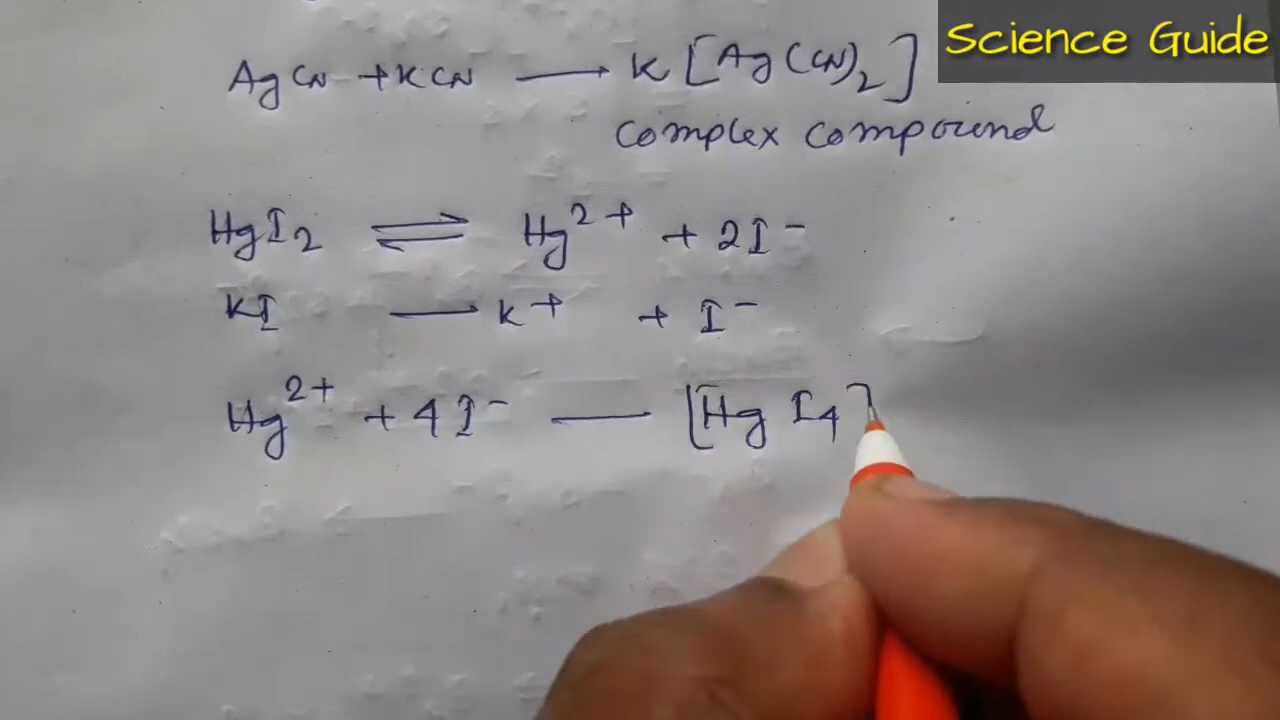 Science Guide
AgCN + KCN → K[Ag(CN)₂]
complex compound
HgI₂ ⇌ Hg²⁺ + 2I⁻
KI — K⁺ + I⁻
Hg²⁺ + 4I⁻ — [HgI₄]